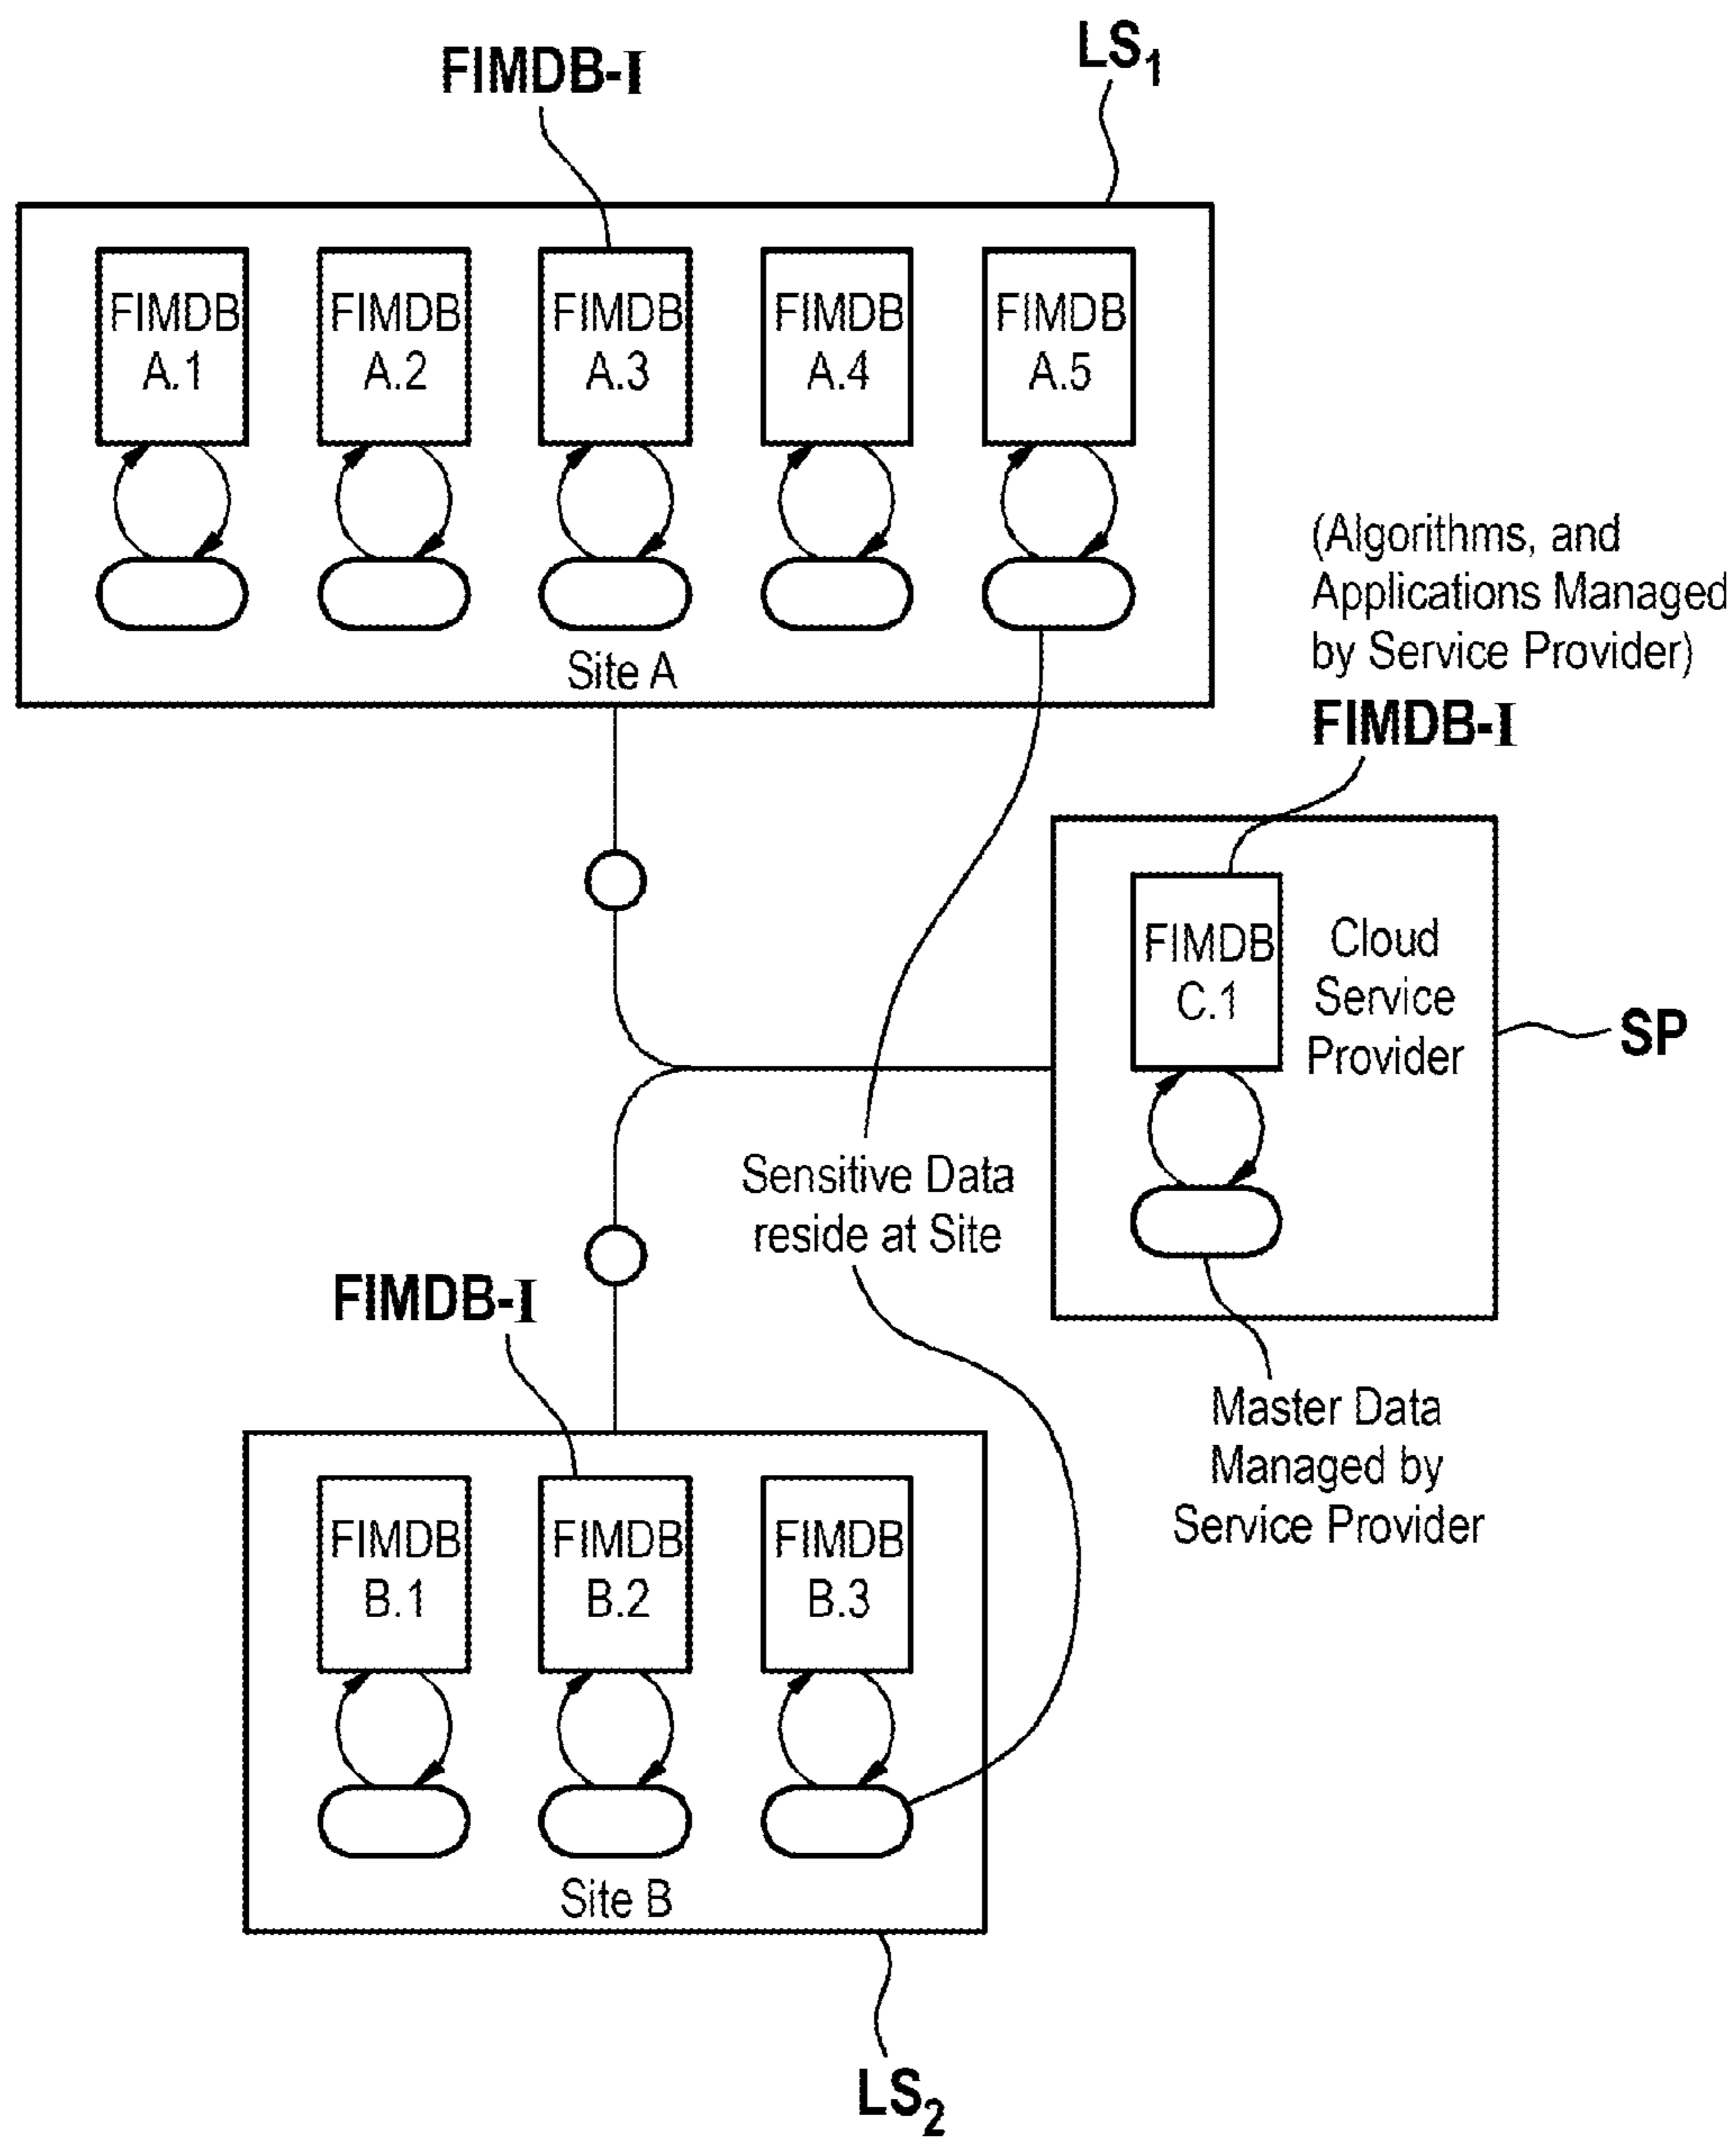 LS1
FIMDB-I
FIMDB
A.1
FIMDB
A.2
FIMDB
A.3
FIMDB
A.4
FIMDB
A.5
Site A
(Algorithms, and
Applications Managed
by Service Provider)
FIMDB-I
FIMDB
C.1
Cloud
Service
Provider
SP
Sensitive Data
reside at Site
FIMDB-I
Master Data
Managed by
Service Provider
FIMDB
B.1
FIMDB
B.2
FIMDB
B.3
Site B
LS2